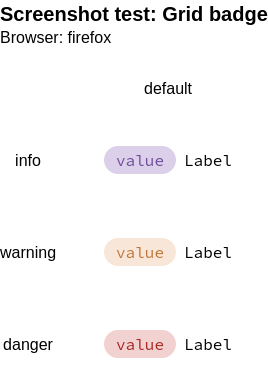 Screenshot test: Grid badge
Browser: firefox
default
info value Label
warning value Label
danger value Label